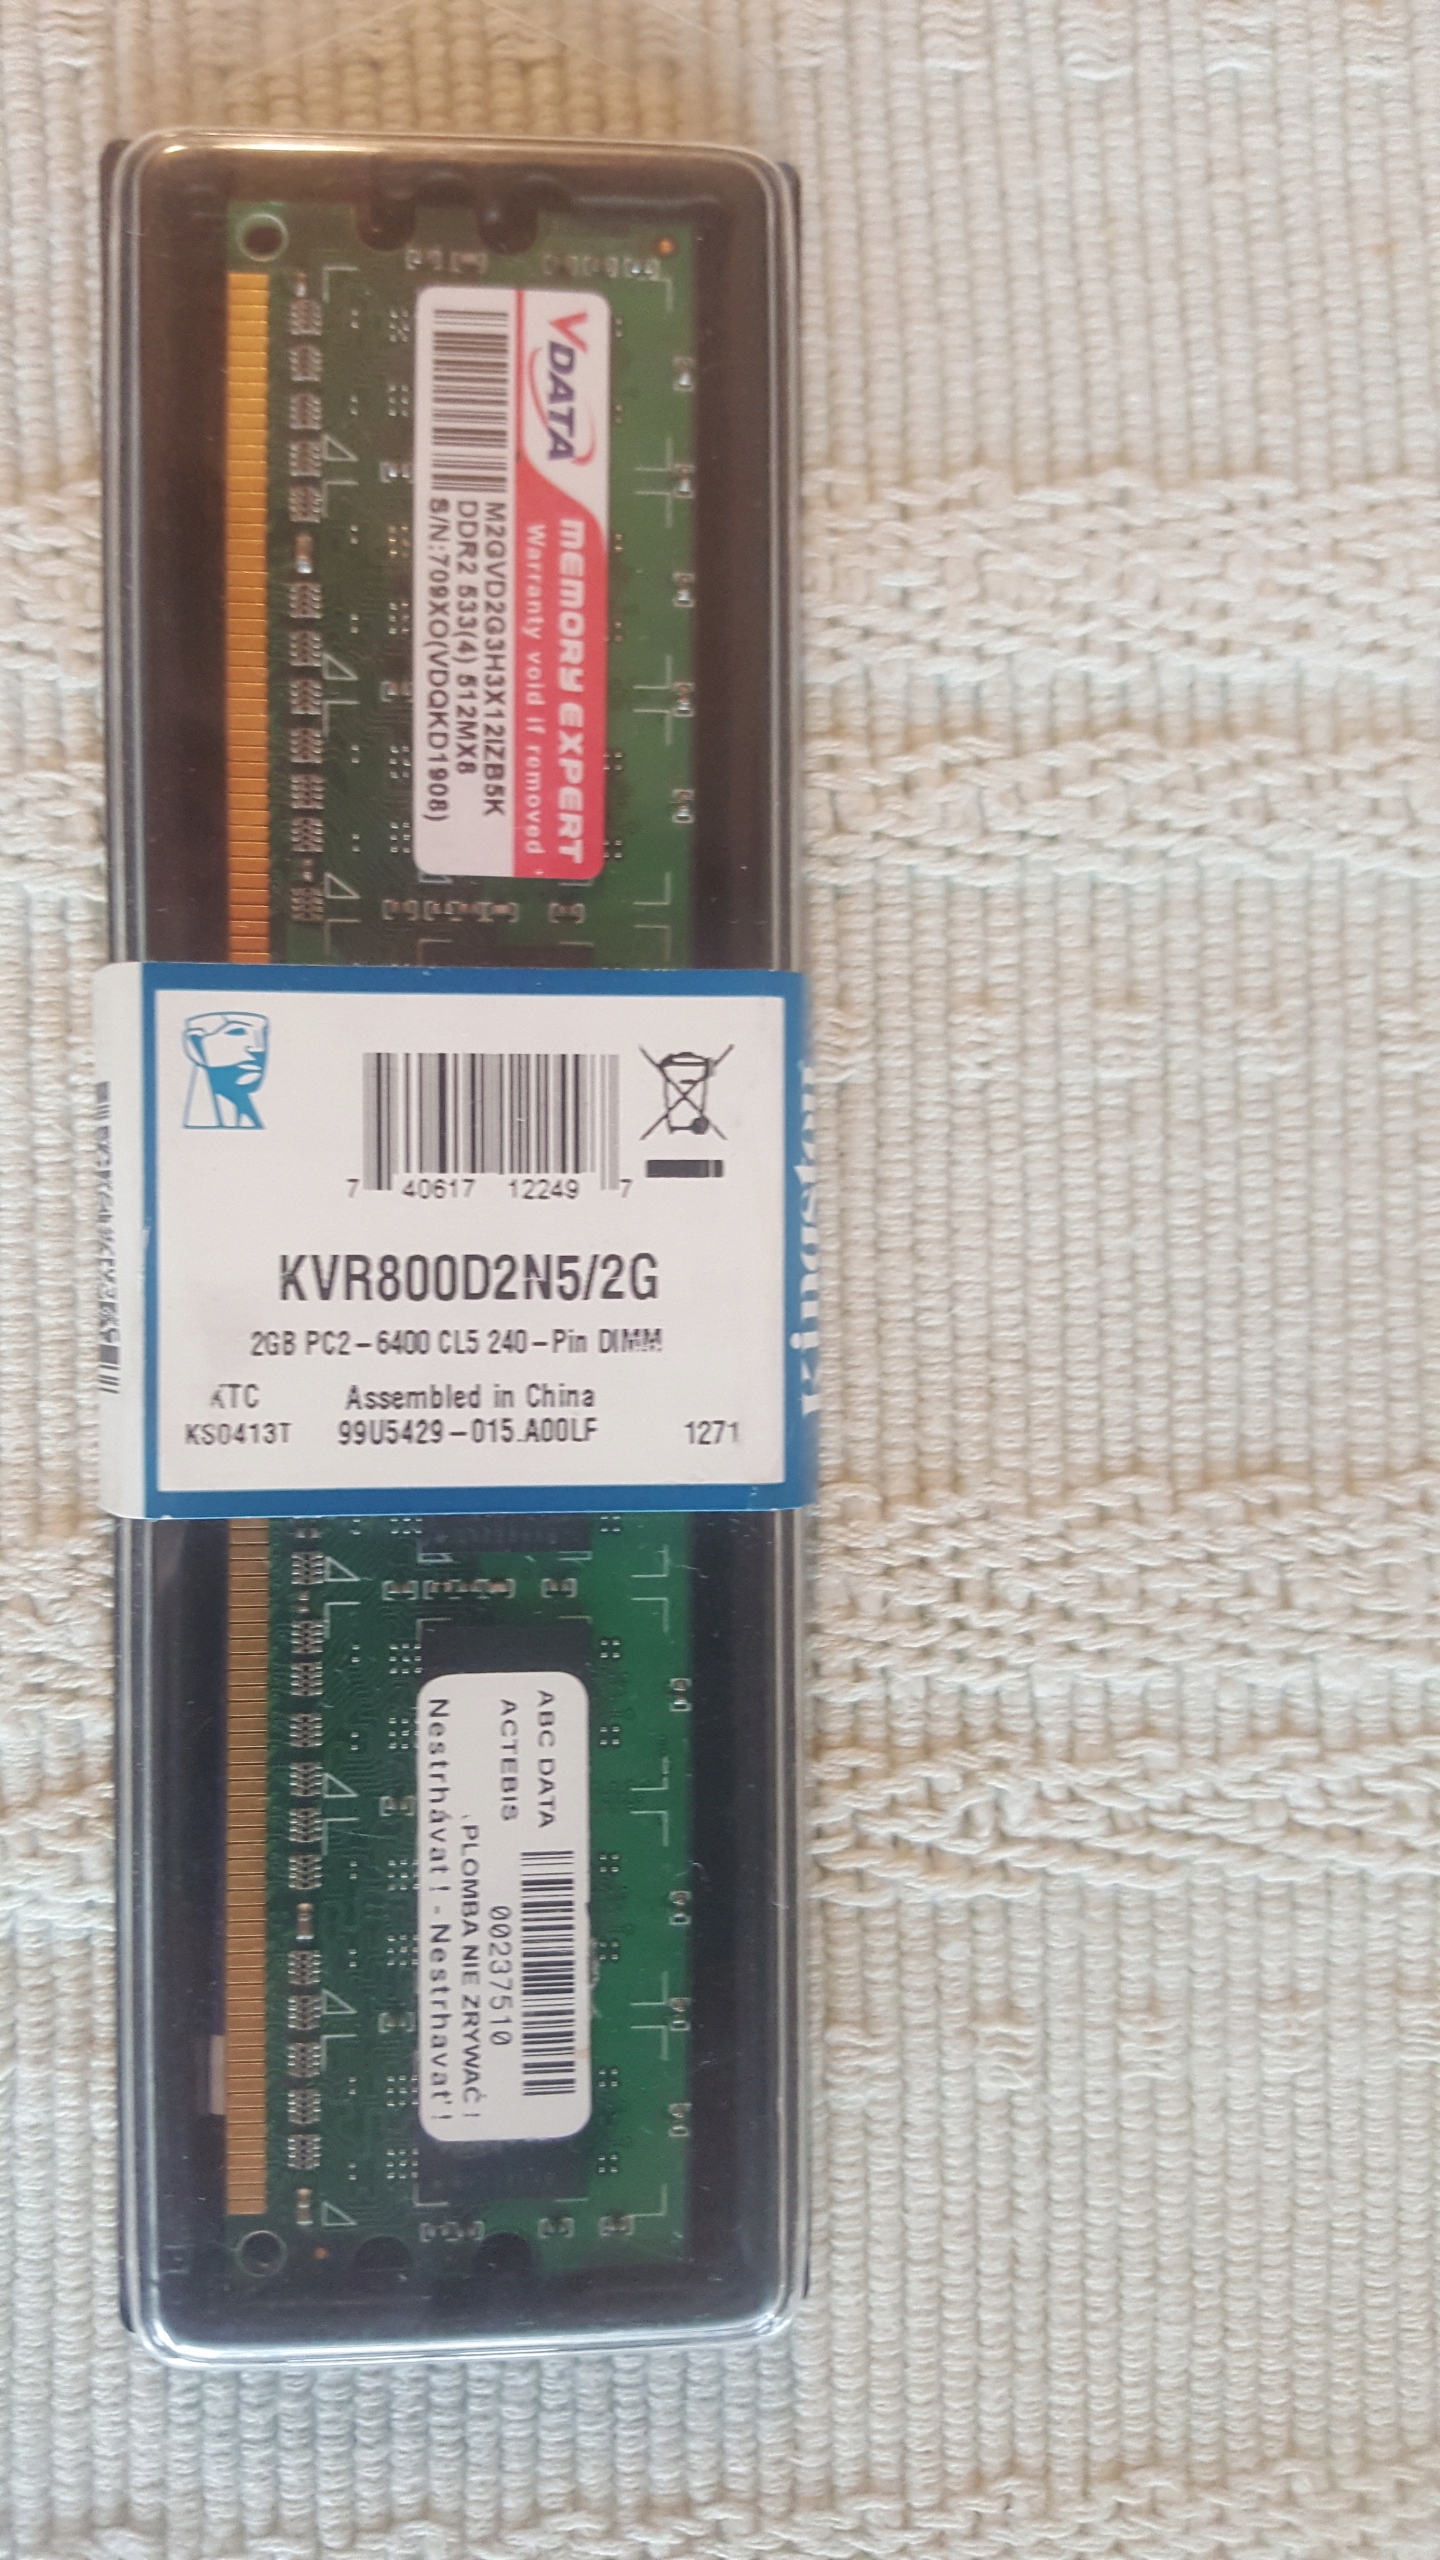 VDATA
MEMORY EXPERT
Warranty void if removed
M2GVD2G3H3X12IZB5K
DDR2 533(4) 512MX8
S/N:709XO(VDQKD1908)
7 40617 12249 7
KVR800D2N5/2G
2GB PC2-6400 CL5 240-Pin DIMM
KTC Assembled in China
KS0413T 99U5429-015.A00LF 1271
Kingston
ABC DATA
ACTEBIS 00237510
PLOMBA NIE ZRYWAĆ !
Nestrhávat ! - Nestrhavať !